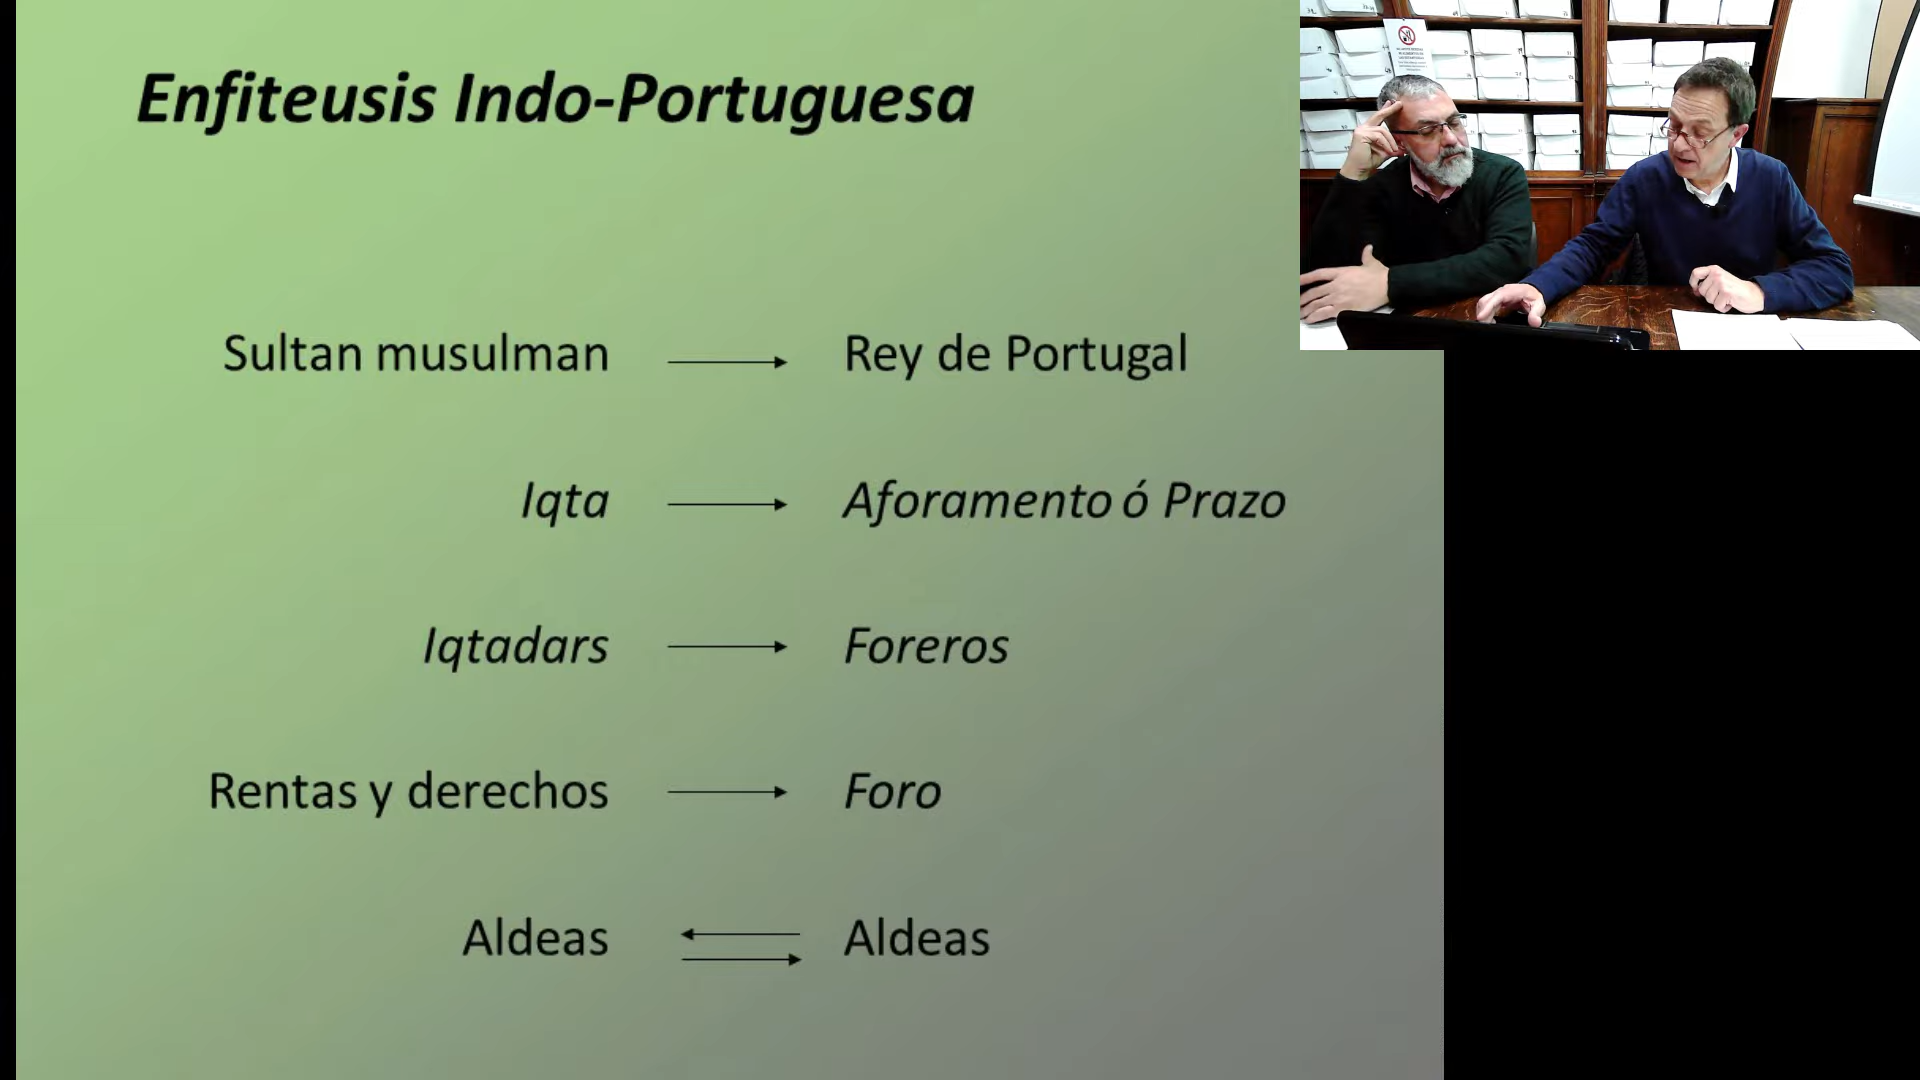 Enfiteusis Indo-Portuguesa
Sultan musulman → Rey de Portugal
Iqta → Aforamento ó Prazo
Iqtadars → Foreros
Rentas y derechos → Foro
Aldeas ⇆ Aldeas